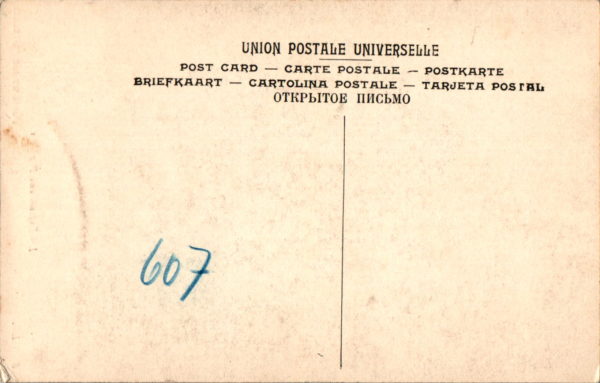 UNION POSTALE UNIVERSELLE
POST CARD — CARTE POSTALE — POSTKARTE
BRIEFKAART — CARTOLINA POSTALE — TARJETA POSTAL
ОТКРЫТОЕ ПИСЬМО
607